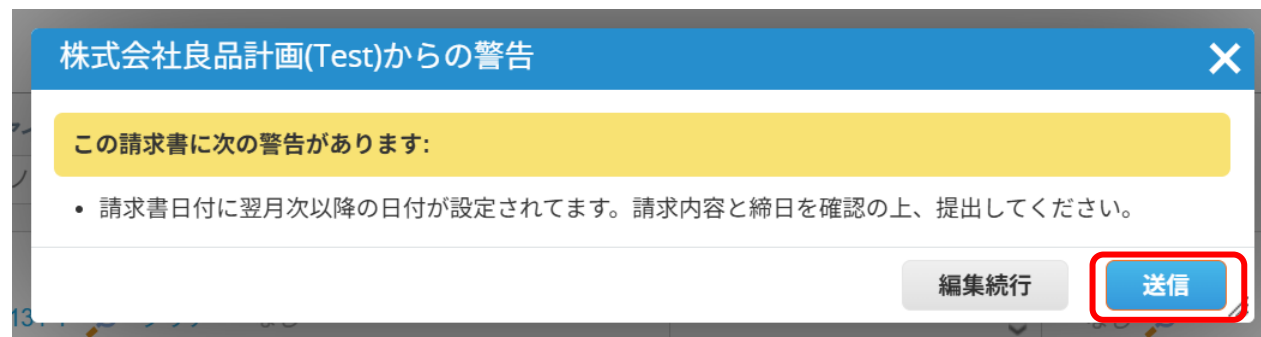 株式会社良品計画(Test)からの警告
この請求書に次の警告があります:
• 請求書日付に翌月次以降の日付が設定されてます。請求内容と締日を確認の上、提出してください。
編集続行
送信